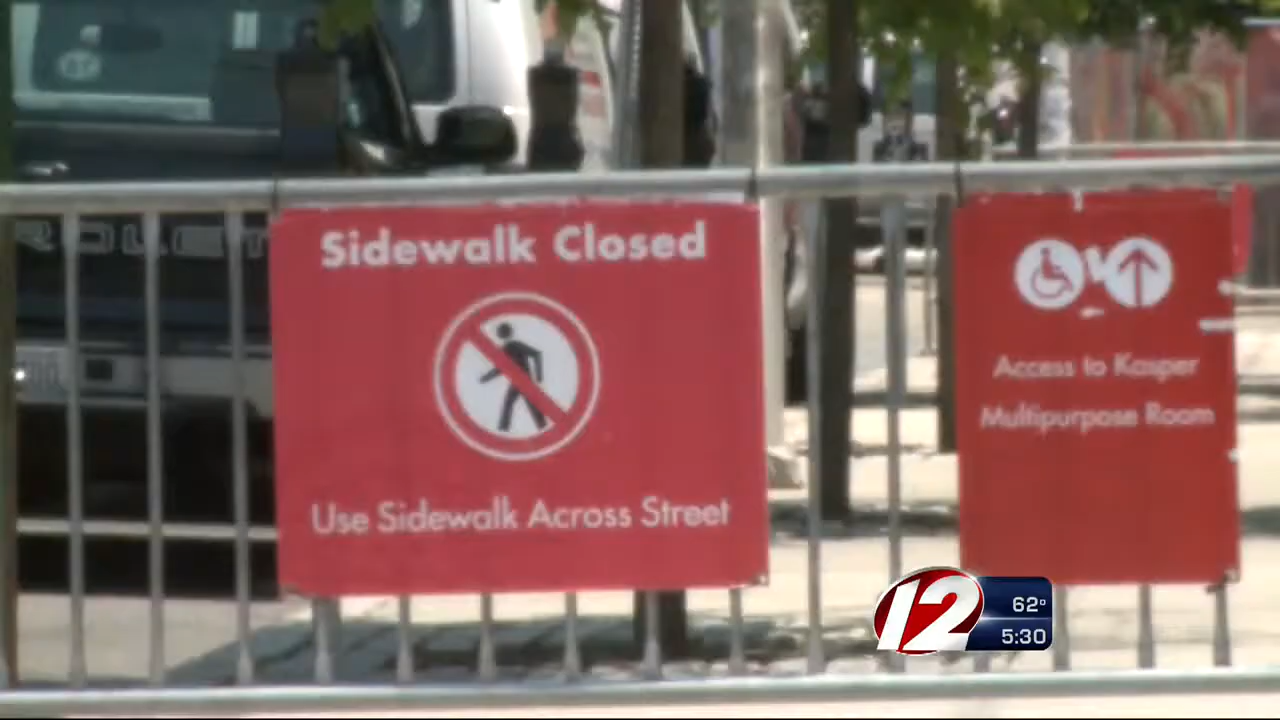 Sidewalk Closed
Use Sidewalk Across Street
Access to Kasper
Multipurpose Room
12
62°
5:30